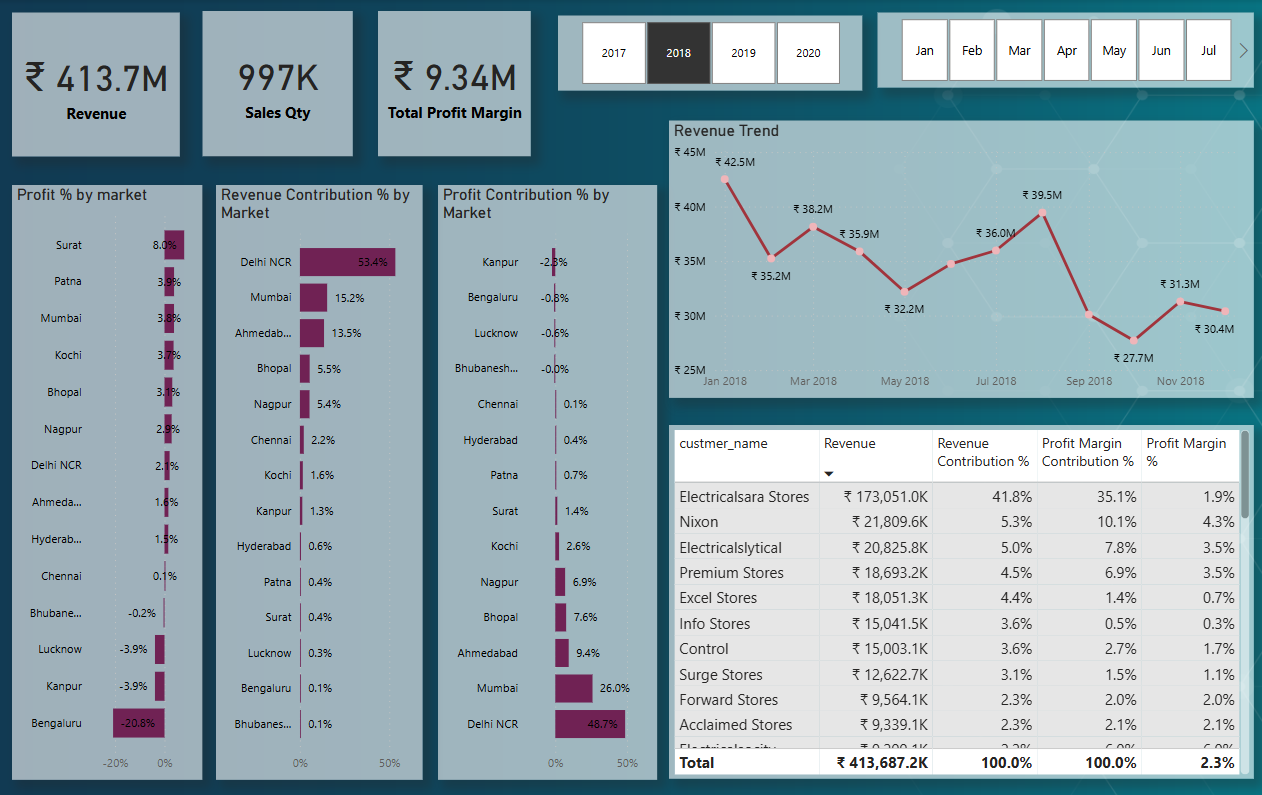 ₹ 413.7M
Revenue
997K
Sales Qty
₹ 9.34M
Total Profit Margin
2017
2018
2019
2020
Jan
Feb
Mar
Apr
May
Jun
Jul
Profit % by market
Surat 8.0%
Patna 3.9%
Mumbai 3.8%
Kochi 3.7%
Bhopal 3.1%
Nagpur 2.9%
Delhi NCR 2.1%
Ahmeda... 1.6%
Hyderab... 1.5%
Chennai 0.1%
Bhubane... -0.2%
Lucknow -3.9%
Kanpur -3.9%
Bengaluru -20.8%
-20% 0%
Revenue Contribution % by
Market
Delhi NCR 53.4%
Mumbai 15.2%
Ahmedab... 13.5%
Bhopal 5.5%
Nagpur 5.4%
Chennai 2.2%
Kochi 1.6%
Kanpur 1.3%
Hyderabad 0.6%
Patna 0.4%
Surat 0.4%
Lucknow 0.3%
Bengaluru 0.1%
Bhubanes... 0.1%
0% 50%
Profit Contribution % by
Market
Kanpur -2.3%
Bengaluru -0.8%
Lucknow -0.6%
Bhubanesh... -0.0%
Chennai 0.1%
Hyderabad 0.4%
Patna 0.7%
Surat 1.4%
Kochi 2.6%
Nagpur 6.9%
Bhopal 7.6%
Ahmedabad 9.4%
Mumbai 26.0%
Delhi NCR 48.7%
0% 50%
Revenue Trend
₹ 45M
₹ 40M
₹ 35M
₹ 30M
₹ 25M
₹ 42.5M
₹ 35.2M
₹ 38.2M
₹ 35.9M
₹ 32.2M
₹ 36.0M
₹ 39.5M
₹ 27.7M
₹ 31.3M
₹ 30.4M
Jan 2018 Mar 2018 May 2018 Jul 2018 Sep 2018 Nov 2018
custmer_name Revenue Revenue Contribution % Profit Margin Contribution % Profit Margin %
Electricalsara Stores ₹ 173,051.0K 41.8% 35.1% 1.9%
Nixon ₹ 21,809.6K 5.3% 10.1% 4.3%
Electricalslytical ₹ 20,825.8K 5.0% 7.8% 3.5%
Premium Stores ₹ 18,693.2K 4.5% 6.9% 3.5%
Excel Stores ₹ 18,051.3K 4.4% 1.4% 0.7%
Info Stores ₹ 15,041.5K 3.6% 0.5% 0.3%
Control ₹ 15,003.1K 3.6% 2.7% 1.7%
Surge Stores ₹ 12,622.7K 3.1% 1.5% 1.1%
Forward Stores ₹ 9,564.1K 2.3% 2.0% 2.0%
Acclaimed Stores ₹ 9,339.1K 2.3% 2.1% 2.1%
Total ₹ 413,687.2K 100.0% 100.0% 2.3%